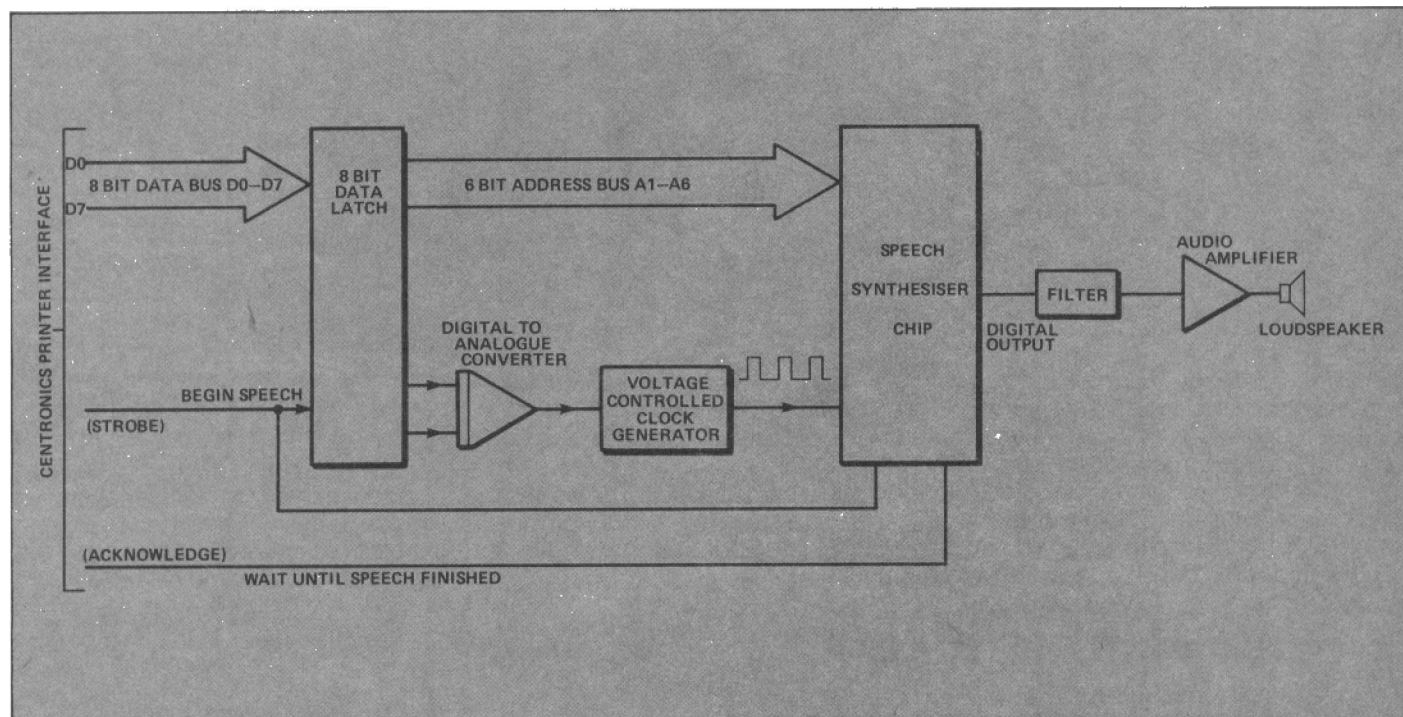 CENTRONICS PRINTER INTERFACE
D0
8 BIT DATA BUS D0–D7
D7
8 BIT
DATA
LATCH
6 BIT ADDRESS BUS A1–A6
BEGIN SPEECH
(STROBE)
DIGITAL TO
ANALOGUE
CONVERTER
VOLTAGE
CONTROLLED
CLOCK
GENERATOR
SPEECH
SYNTHESISER
CHIP
DIGITAL
OUTPUT
FILTER
AUDIO
AMPLIFIER
LOUDSPEAKER
(ACKNOWLEDGE)
WAIT UNTIL SPEECH FINISHED